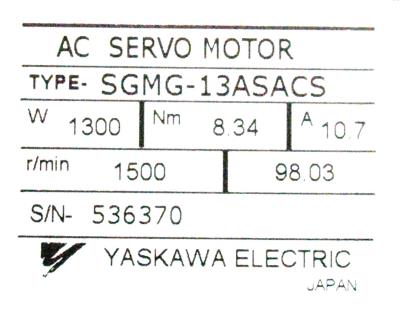 AC SERVO MOTOR
TYPE- SGMG-13ASACS
W 1300 Nm 8.34 A 10.7
r/min 1500 98.03
S/N- 536370
YASKAWA ELECTRIC
JAPAN